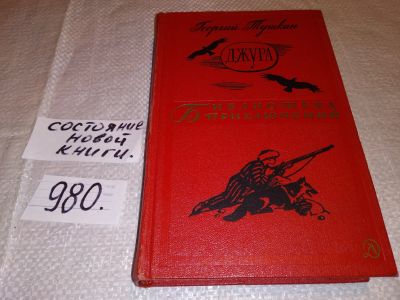 Георгий Тушкан
ДЖУРА
БИБЛИОТЕКА
ПРИКЛЮЧЕНИЙ
состояние
новой
книги.
980.